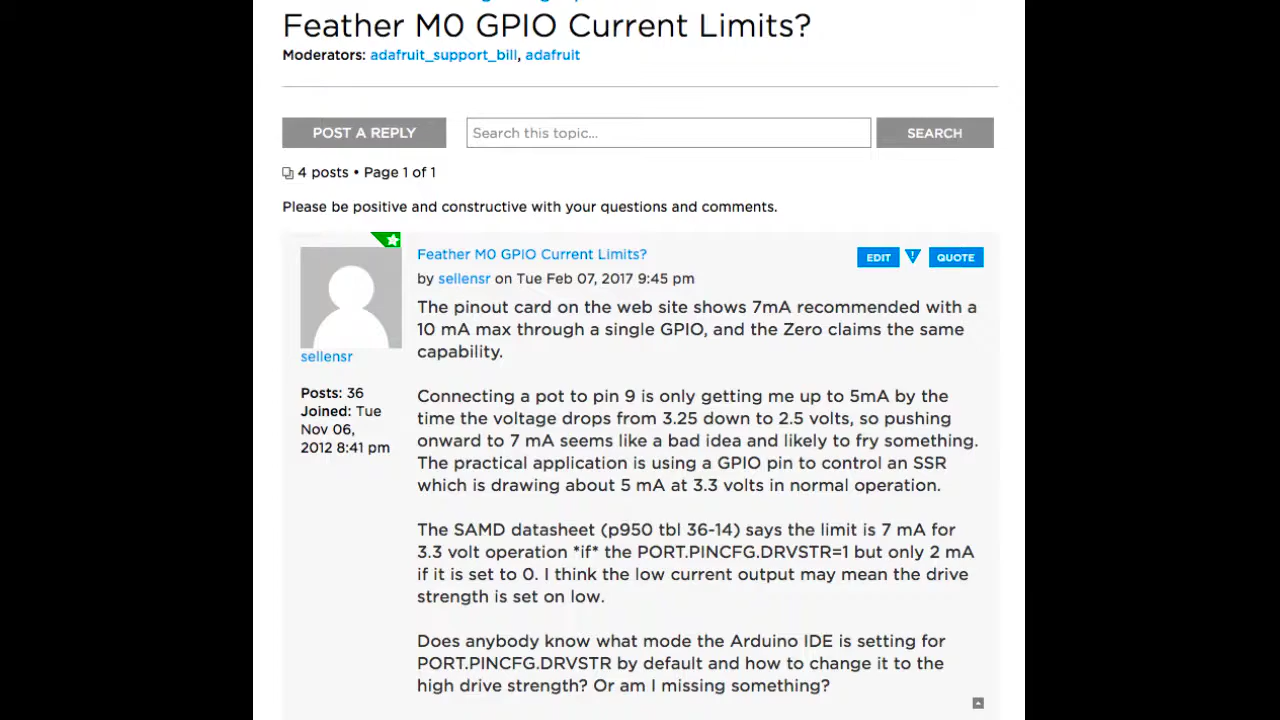 Feather M0 GPIO Current Limits?
Moderators: adafruit_support_bill, adafruit
POST A REPLY
Search this topic...
SEARCH
4 posts • Page 1 of 1
Please be positive and constructive with your questions and comments.
Feather M0 GPIO Current Limits?
EDIT
!
QUOTE
by sellensr on Tue Feb 07, 2017 9:45 pm
The pinout card on the web site shows 7mA recommended with a
10 mA max through a single GPIO, and the Zero claims the same
capability.
Connecting a pot to pin 9 is only getting me up to 5mA by the
time the voltage drops from 3.25 down to 2.5 volts, so pushing
onward to 7 mA seems like a bad idea and likely to fry something.
The practical application is using a GPIO pin to control an SSR
which is drawing about 5 mA at 3.3 volts in normal operation.
The SAMD datasheet (p950 tbl 36-14) says the limit is 7 mA for
3.3 volt operation *if* the PORT.PINCFG.DRVSTR=1 but only 2 mA
if it is set to 0. I think the low current output may mean the drive
strength is set on low.
Does anybody know what mode the Arduino IDE is setting for
PORT.PINCFG.DRVSTR by default and how to change it to the
high drive strength? Or am I missing something?
sellensr
Posts: 36
Joined: Tue
Nov 06,
2012 8:41 pm